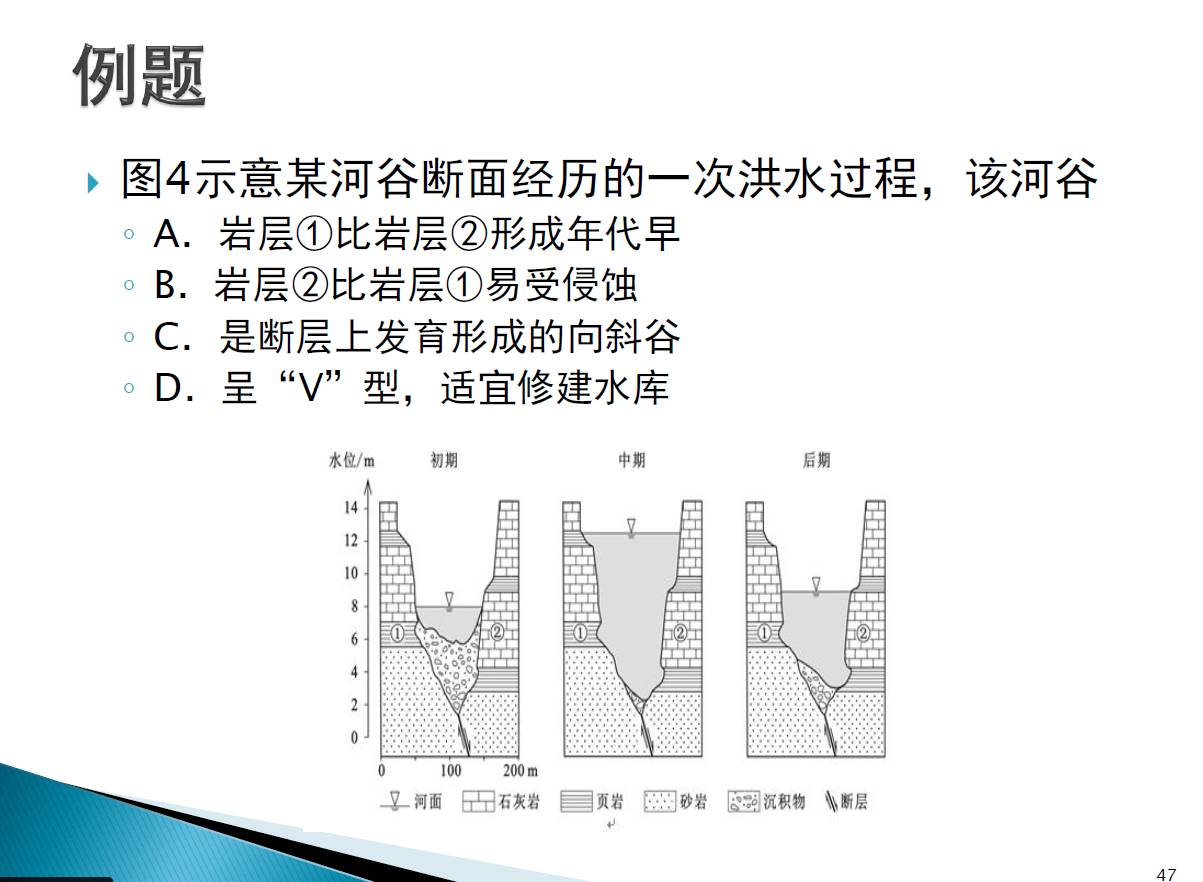 例题
图4示意某河谷断面经历的一次洪水过程，该河谷
A．岩层①比岩层②形成年代早
B．岩层②比岩层①易受侵蚀
C．是断层上发育形成的向斜谷
D．呈“V”型，适宜修建水库
水位/m 初期 中期 后期
14
12
10
8
6
4
2
0
① ② ① ② ① ②
0 100 200 m
河面 石灰岩 页岩 砂岩 沉积物 断层
47